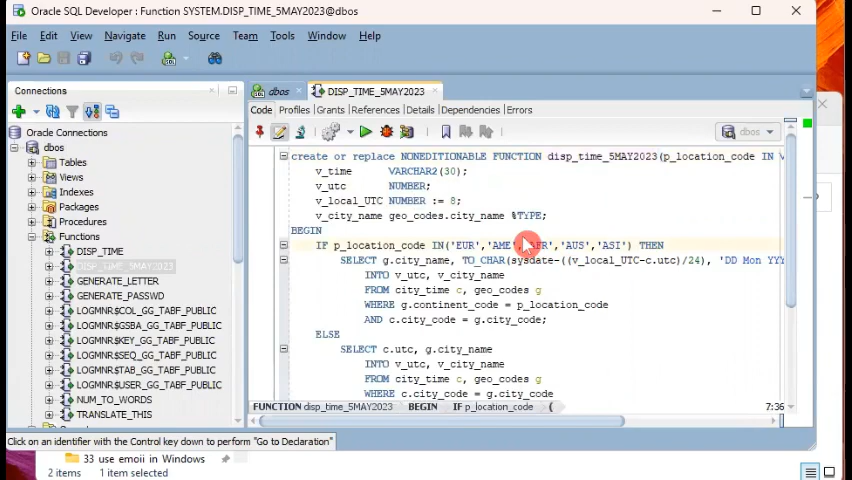 Oracle SQL Developer: Function SYSTEM.DISP_TIME_5MAY2023@dbos
File Edit View Navigate Run Source Team Tools Window Help
Connections
Oracle Connections
dbos
Tables
Views
Indexes
Packages
Procedures
Functions
DISP_TIME
DISP_TIME_5MAY2023
GENERATE_LETTER
GENERATE_PASSWD
LOGMNR$COL_GG_TABF_PUBLIC
LOGMNR$GSBA_GG_TABF_PUBLIC
LOGMNR$KEY_GG_TABF_PUBLIC
LOGMNR$SEQ_GG_TABF_PUBLIC
LOGMNR$TAB_GG_TABF_PUBLIC
LOGMNR$USER_GG_TABF_PUBLIC
NUM_TO_WORDS
TRANSLATE_THIS
dbos DISP_TIME_5MAY2023
Code Profiles Grants References Details Dependencies Errors
dbos
create or replace NONEDITIONABLE FUNCTION disp_time_5MAY2023(p_location_code IN V
v_time VARCHAR2(30);
v_utc NUMBER;
v_local_UTC NUMBER := 8;
v_city_name geo_codes.city_name %TYPE;
BEGIN
IF p_location_code IN('EUR','AME','AFR','AUS','ASI') THEN
SELECT g.city_name, TO_CHAR(sysdate-((v_local_UTC-c.utc)/24), 'DD Mon YYY
INTO v_utc, v_city_name
FROM city_time c, geo_codes g
WHERE g.continent_code = p_location_code
AND c.city_code = g.city_code;
ELSE
SELECT c.utc, g.city_name
INTO v_utc, v_city_name
FROM city_time c, geo_codes g
WHERE c.city_code = g.city_code
FUNCTION disp_time_5MAY2023 BEGIN IF p_location_code (
7:36
Click on an identifier with the Control key down to perform "Go to Declaration"
33 use emoii in Windows
2 items 1 item selected